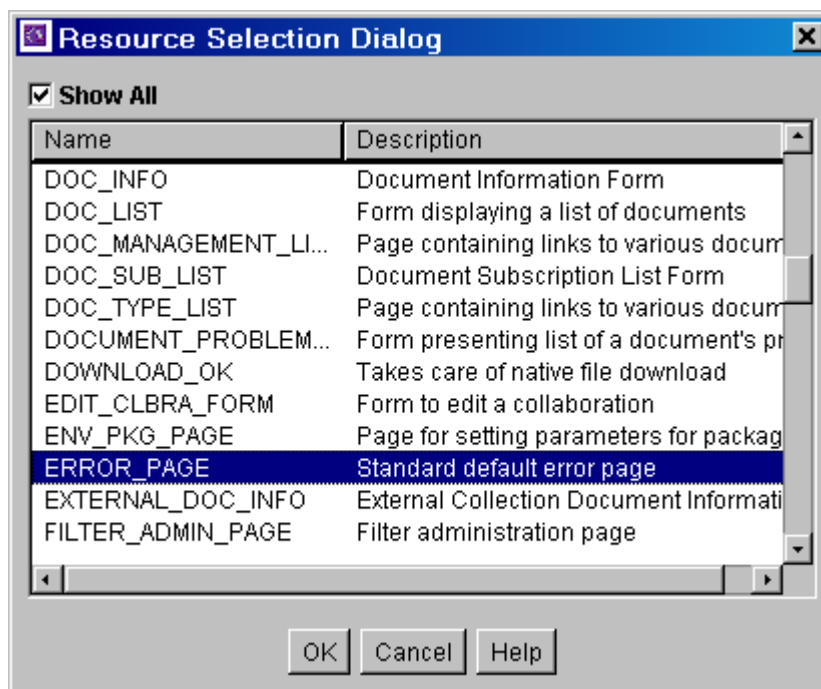 Resource Selection Dialog
Show All
Name Description
DOC_INFO Document Information Form
DOC_LIST Form displaying a list of documents
DOC_MANAGEMENT_LI... Page containing links to various docum
DOC_SUB_LIST Document Subscription List Form
DOC_TYPE_LIST Page containing links to various docum
DOCUMENT_PROBLEM... Form presenting list of a document's pr
DOWNLOAD_OK Takes care of native file download
EDIT_CLBRA_FORM Form to edit a collaboration
ENV_PKG_PAGE Page for setting parameters for packag
ERROR_PAGE Standard default error page
EXTERNAL_DOC_INFO External Collection Document Informati
FILTER_ADMIN_PAGE Filter administration page
OK Cancel Help